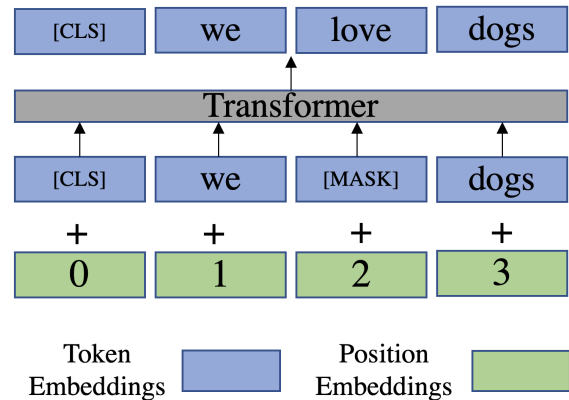 [CLS] we love dogs
Transformer
[CLS] we [MASK] dogs
+ + + +
0 1 2 3
Token Embeddings
Position Embeddings